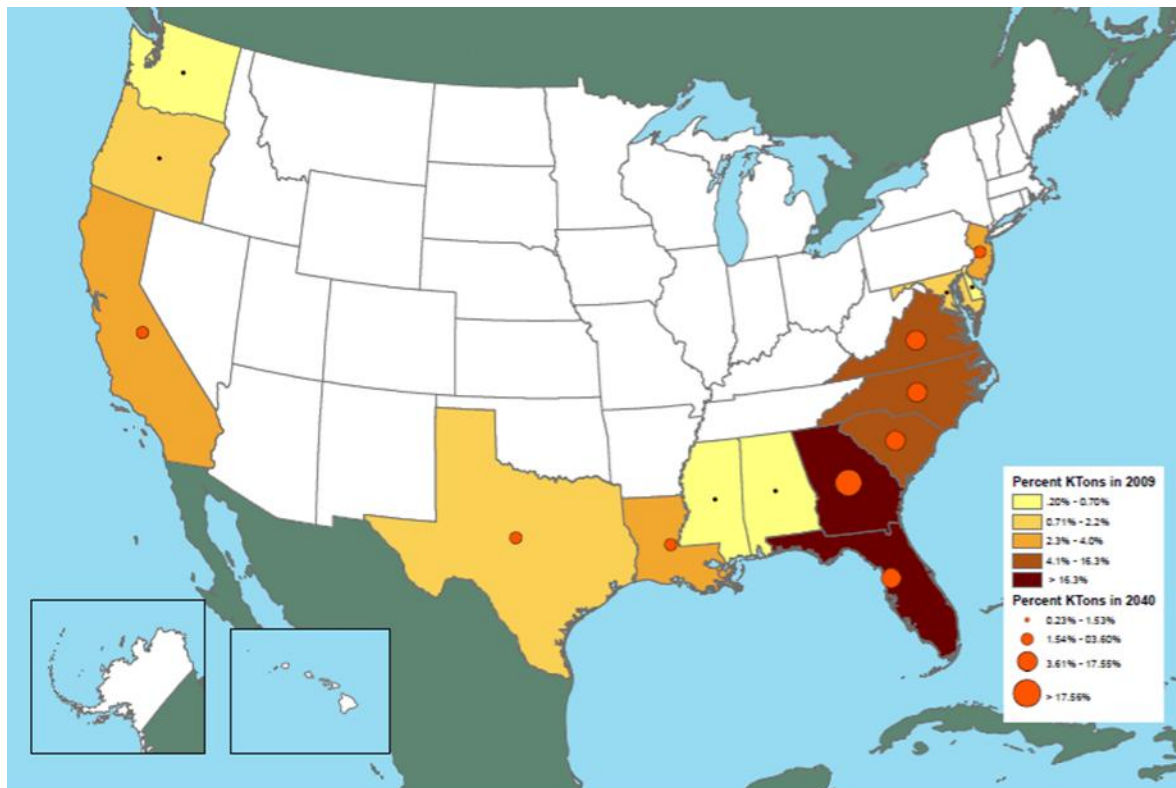 Percent KTons in 2009
.20% - 0.70%
0.71% - 2.2%
2.3% - 4.0%
4.1% - 16.3%
> 16.3%
Percent KTons in 2040
0.23% - 1.53%
1.54% - 03.60%
3.61% - 17.55%
> 17.56%